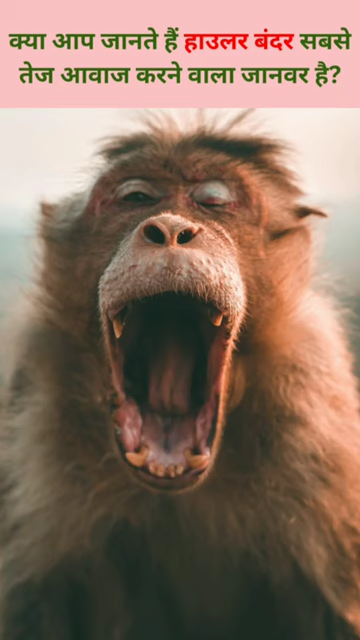 क्या आप जानते हैं हाउलर बंदर सबसे
तेज आवाज करने वाला जानवर है?